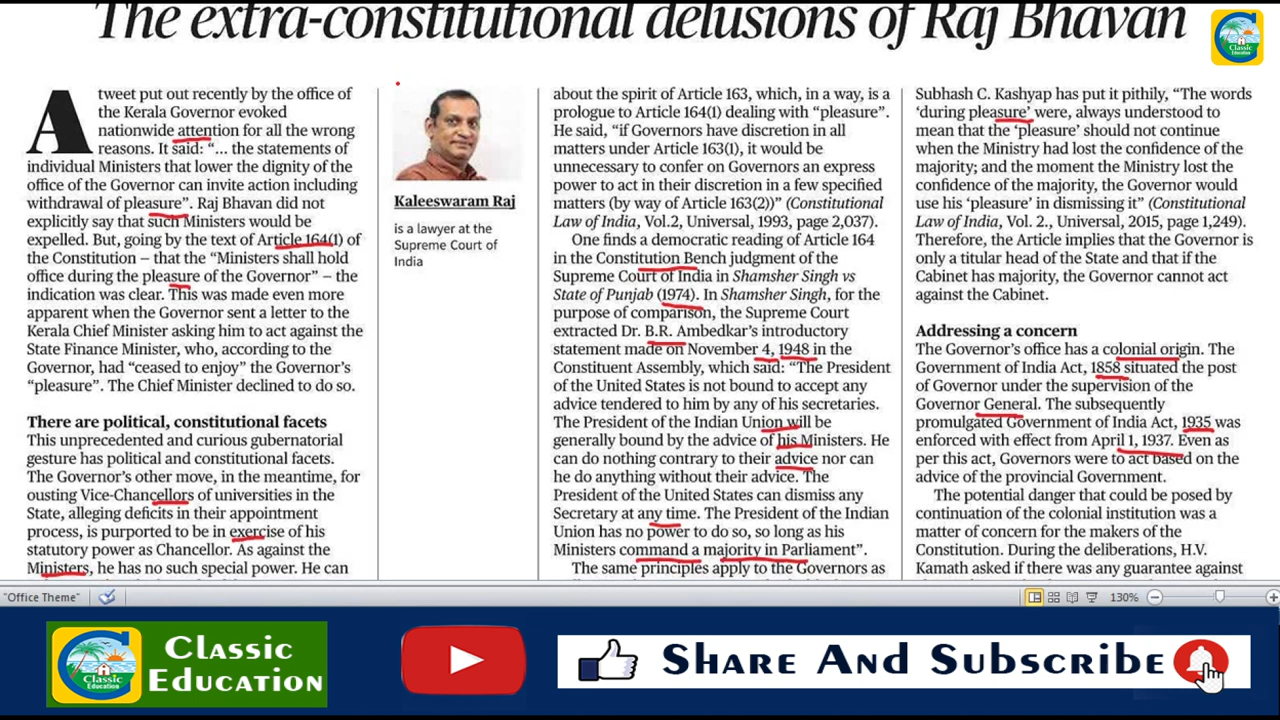 The extra-constitutional delusions of Raj Bhavan
Classic
Education
A tweet put out recently by the office of
the Kerala Governor evoked
nationwide attention for all the wrong
reasons. It said: “... the statements of
individual Ministers that lower the dignity of the
office of the Governor can invite action including
withdrawal of pleasure”. Raj Bhavan did not
explicitly say that such Ministers would be
expelled. But, going by the text of Article 164(1) of
the Constitution – that the “Ministers shall hold
office during the pleasure of the Governor” – the
indication was clear. This was made even more
apparent when the Governor sent a letter to the
Kerala Chief Minister asking him to act against the
State Finance Minister, who, according to the
Governor, had “ceased to enjoy” the Governor’s
“pleasure”. The Chief Minister declined to do so.
There are political, constitutional facets
This unprecedented and curious gubernatorial
gesture has political and constitutional facets.
The Governor’s other move, in the meantime, for
ousting Vice-Chancellors of universities in the
State, alleging deficits in their appointment
process, is purported to be in exercise of his
statutory power as Chancellor. As against the
Ministers, he has no such special power. He can
Kaleeswaram Raj
is a lawyer at the
Supreme Court of
India
about the spirit of Article 163, which, in a way, is a
prologue to Article 164(1) dealing with “pleasure”.
He said, “if Governors have discretion in all
matters under Article 163(1), it would be
unnecessary to confer on Governors an express
power to act in their discretion in a few specified
matters (by way of Article 163(2))” (Constitutional
Law of India, Vol.2, Universal, 1993, page 2,037).
One finds a democratic reading of Article 164
in the Constitution Bench judgment of the
Supreme Court of India in Shamsher Singh vs
State of Punjab (1974). In Shamsher Singh, for the
purpose of comparison, the Supreme Court
extracted Dr. B.R. Ambedkar’s introductory
statement made on November 4, 1948 in the
Constituent Assembly, which said: “The President
of the United States is not bound to accept any
advice tendered to him by any of his secretaries.
The President of the Indian Union will be
generally bound by the advice of his Ministers. He
can do nothing contrary to their advice nor can
he do anything without their advice. The
President of the United States can dismiss any
Secretary at any time. The President of the Indian
Union has no power to do so, so long as his
Ministers command a majority in Parliament”.
The same principles apply to the Governors as
Subhash C. Kashyap has put it pithily, “The words
‘during pleasure’ were, always understood to
mean that the ‘pleasure’ should not continue
when the Ministry had lost the confidence of the
majority; and the moment the Ministry lost the
confidence of the majority, the Governor would
use his ‘pleasure’ in dismissing it” (Constitutional
Law of India, Vol. 2., Universal, 2015, page 1,249).
Therefore, the Article implies that the Governor is
only a titular head of the State and that if the
Cabinet has majority, the Governor cannot act
against the Cabinet.
Addressing a concern
The Governor’s office has a colonial origin. The
Government of India Act, 1858 situated the post
of Governor under the supervision of the
Governor General. The subsequently
promulgated Government of India Act, 1935 was
enforced with effect from April 1, 1937. Even as
per this act, Governors were to act based on the
advice of the provincial Government.
The potential danger that could be posed by
continuation of the colonial institution was a
matter of concern for the makers of the
Constitution. During the deliberations, H.V.
Kamath asked if there was any guarantee against
"Office Theme"
130%
Classic
Education
Classic
Education
Share And Subscribe